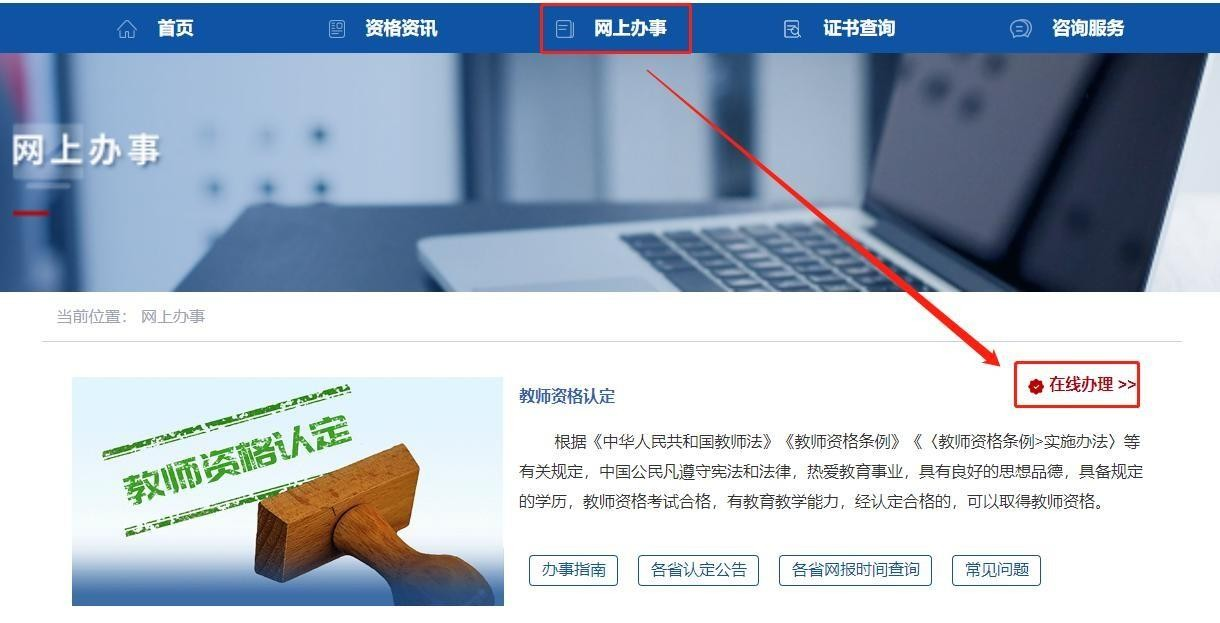 首页 资格资讯 网上办事 证书查询 咨询服务
网上办事
当前位置： 网上办事
教师资格认定
教师资格认定
在线办理 >>
根据《中华人民共和国教师法》《教师资格条例》《〈教师资格条例>实施办法〉等
有关规定，中国公民凡遵守宪法和法律，热爱教育事业，具有良好的思想品德，具备规定
的学历，教师资格考试合格，有教育教学能力，经认定合格的，可以取得教师资格。
办事指南 各省认定公告 各省网报时间查询 常见问题